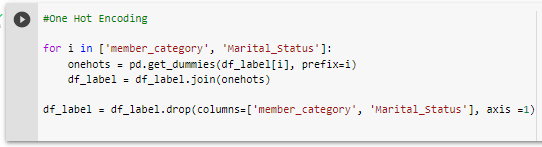 #One Hot Encoding
for i in ['member_category', 'Marital_Status']:
onehots = pd.get_dummies(df_label[i], prefix=i)
df_label = df_label.join(onehots)
df_label = df_label.drop(columns=['member_category', 'Marital_Status'], axis =1)